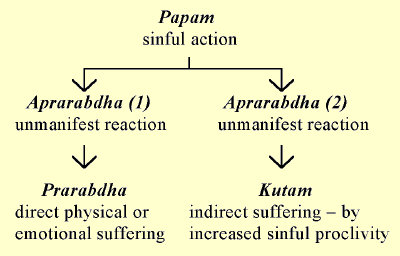 Papam
sinful action
Aprarabdha (1)
unmanifest reaction
Aprarabdha (2)
unmanifest reaction
Prarabdha
direct physical or
emotional suffering
Kutam
indirect suffering – by
increased sinful proclivity